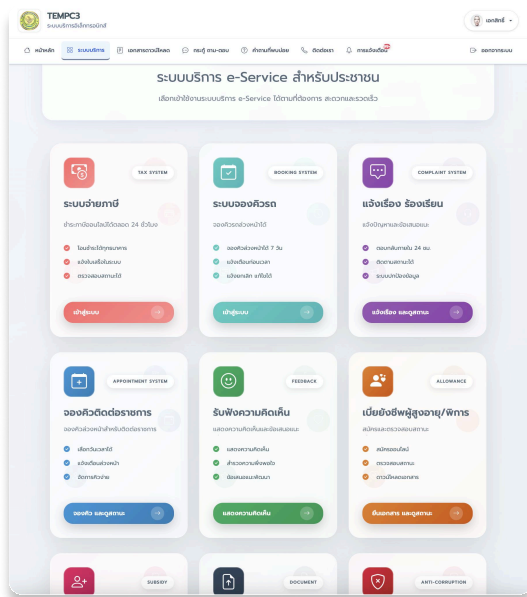 TEMPC3
ระบบบริการอิเล็กทรอนิกส์
เอกสิทธิ์
หน้าหลัก ระบบบริการ เอกสารดาวน์โหลด กระทู้ ถาม-ตอบ คำถามที่พบบ่อย ติดต่อเรา การแจ้งเตือน ออกจากระบบ
ระบบบริการ e-Service สำหรับประชาชน
เลือกเข้าใช้งานระบบบริการ e-Service ได้ตามที่ต้องการ สะดวกและรวดเร็ว
TAX SYSTEM
ระบบจ่ายภาษี
ชำระภาษีออนไลน์ได้ตลอด 24 ชั่วโมง
โอนชำระได้ทุกธนาคาร
แจ้งใบเสร็จในระบบ
ตรวจสอบสถานะได้
เข้าสู่ระบบ
BOOKING SYSTEM
ระบบจองคิวรถ
จองคิวรถล่วงหน้าได้
จองคิวล่วงหน้าได้ 7 วัน
แจ้งเตือนก่อนเวลา
แจ้งยกเลิก แก้ไขได้
เข้าสู่ระบบ
COMPLAINT SYSTEM
แจ้งเรื่อง ร้องเรียน
แจ้งปัญหาและข้อเสนอแนะ
ตอบกลับภายใน 24 ชม.
ติดตามสถานะได้
ระบบปกป้องข้อมูล
แจ้งเรื่อง และดูสถานะ
APPOINTMENT SYSTEM
จองคิวติดต่อราชการ
จองคิวล่วงหน้าสำหรับติดต่อราชการ
เลือกวันเวลาได้
แจ้งเตือนล่วงหน้า
จัดการคิวง่าย
จองคิว และดูสถานะ
FEEDBACK
รับฟังความคิดเห็น
แสดงความคิดเห็นและข้อเสนอแนะ
แสดงความคิดเห็น
สำรวจความพึงพอใจ
ข้อเสนอแนะพัฒนา
แสดงความคิดเห็น
ALLOWANCE
เบี้ยยังชีพผู้สูงอายุ/พิการ
สมัครและตรวจสอบสถานะ
สมัครออนไลน์
ตรวจสอบสถานะ
ดาวน์โหลดเอกสาร
ยื่นเอกสาร และดูสถานะ
SUBSIDY
DOCUMENT
ANTI-CORRUPTION